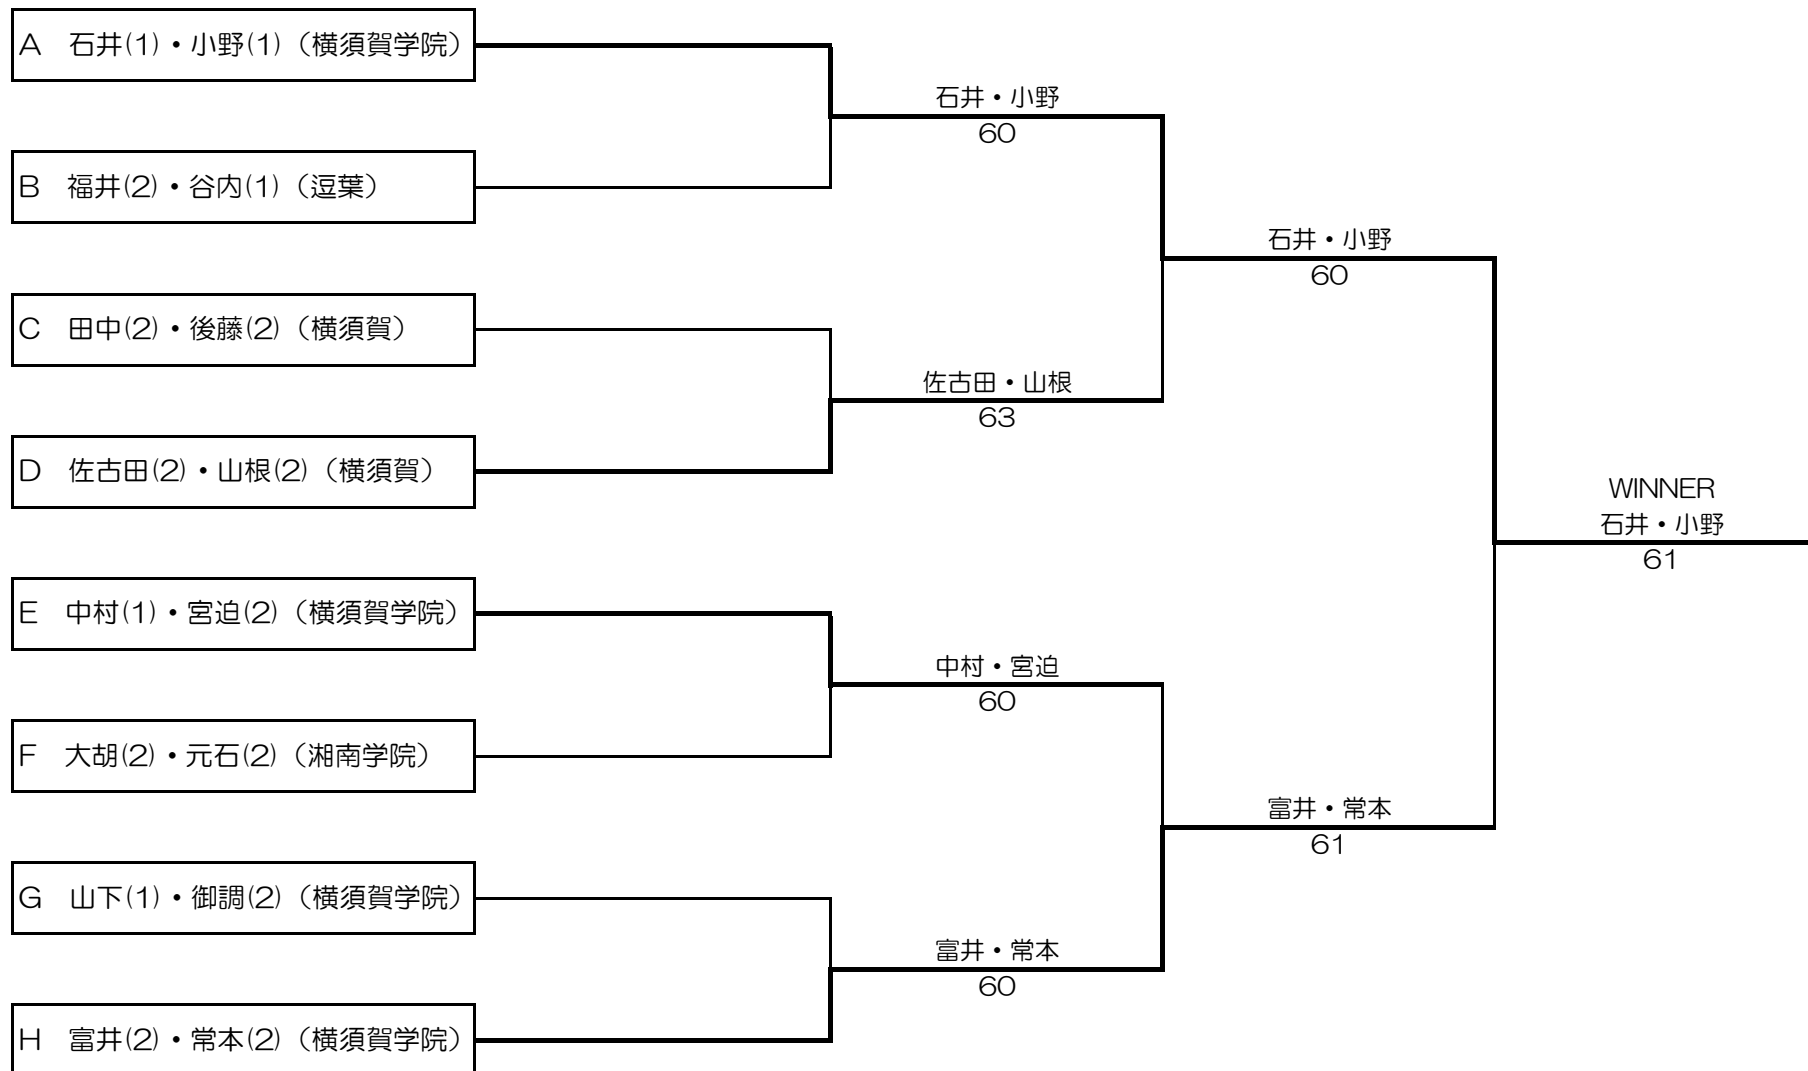 A 石井(1)・小野(1)（横須賀学院）
石井・小野
60
B 福井(2)・谷内(1)（逗葉）
石井・小野
60
C 田中(2)・後藤(2)（横須賀）
佐古田・山根
63
D 佐古田(2)・山根(2)（横須賀）
WINNER
石井・小野
61
E 中村(1)・宮迫(2)（横須賀学院）
中村・宮迫
60
F 大胡(2)・元石(2)（湘南学院）
富井・常本
61
G 山下(1)・御調(2)（横須賀学院）
富井・常本
60
H 富井(2)・常本(2)（横須賀学院）